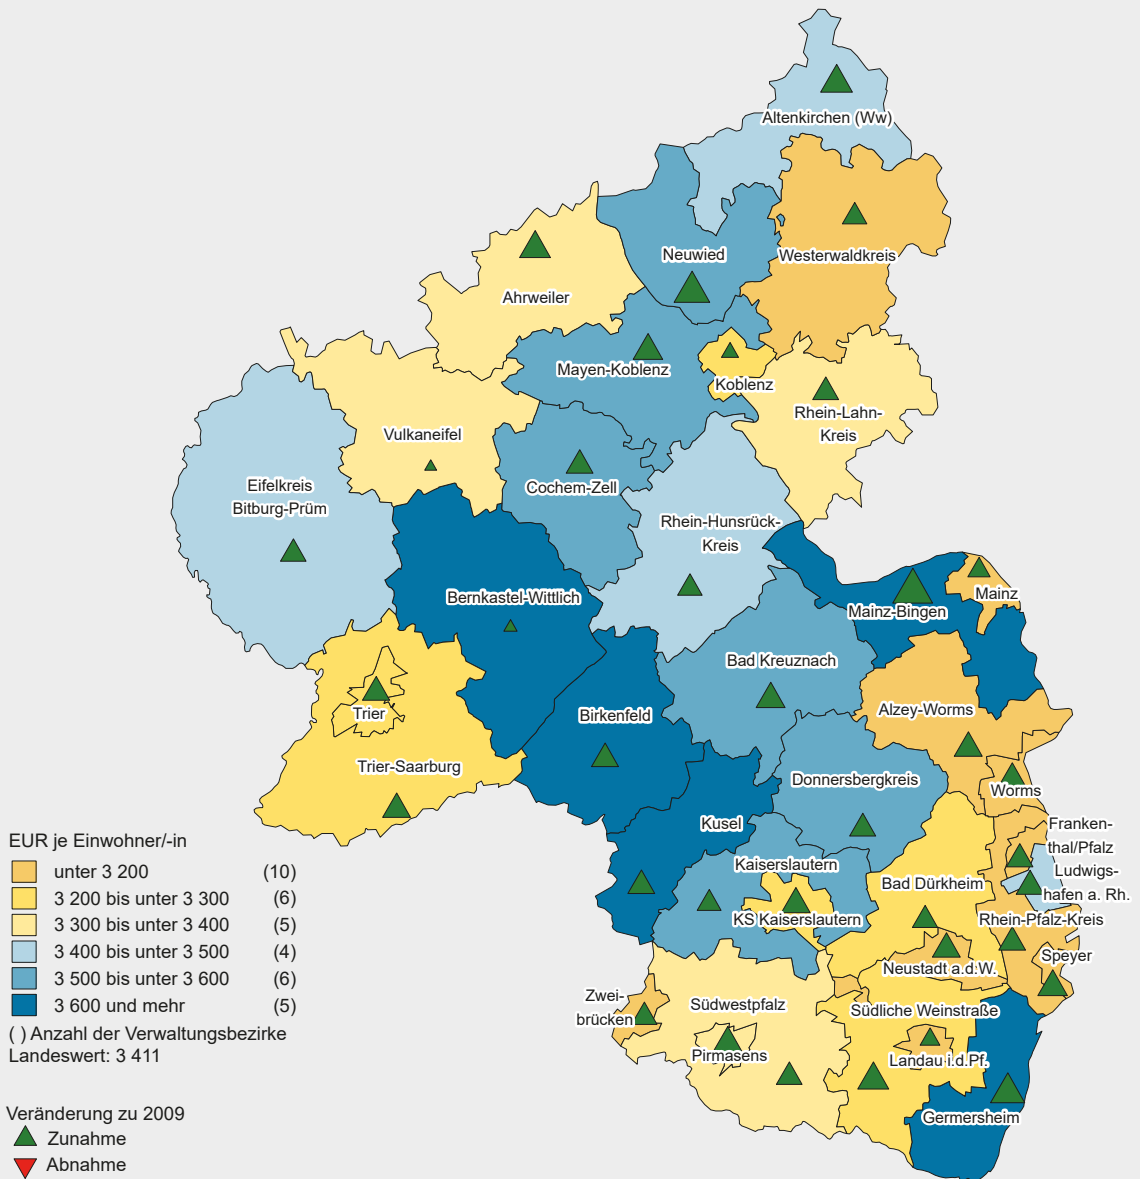 Altenkirchen (Ww)
Neuwied
Westerwaldkreis
Ahrweiler
Mayen-Koblenz
Koblenz
Rhein-Lahn-
Kreis
Vulkaneifel
Cochem-Zell
Eifelkreis
Bitburg-Prüm
Rhein-Hunsrück-
Kreis
Bernkastel-Wittlich
Mainz-Bingen
Mainz
Bad Kreuznach
Trier
Birkenfeld
Alzey-Worms
Trier-Saarburg
Donnersbergkreis
Worms
Kusel
Franken-
thal/Pfalz
Ludwigs-
hafen a. Rh.
Kaiserslautern
Bad Dürkheim
KS Kaiserslautern
Rhein-Pfalz-Kreis
Neustadt a.d.W.
Speyer
Zwei-
brücken
Südwestpfalz
Südliche Weinstraße
Pirmasens
Landau i.d.Pf.
Germersheim
EUR je Einwohner/-in
unter 3 200 (10)
3 200 bis unter 3 300 (6)
3 300 bis unter 3 400 (5)
3 400 bis unter 3 500 (4)
3 500 bis unter 3 600 (6)
3 600 und mehr (5)
( ) Anzahl der Verwaltungsbezirke
Landeswert: 3 411
Veränderung zu 2009
Zunahme
Abnahme